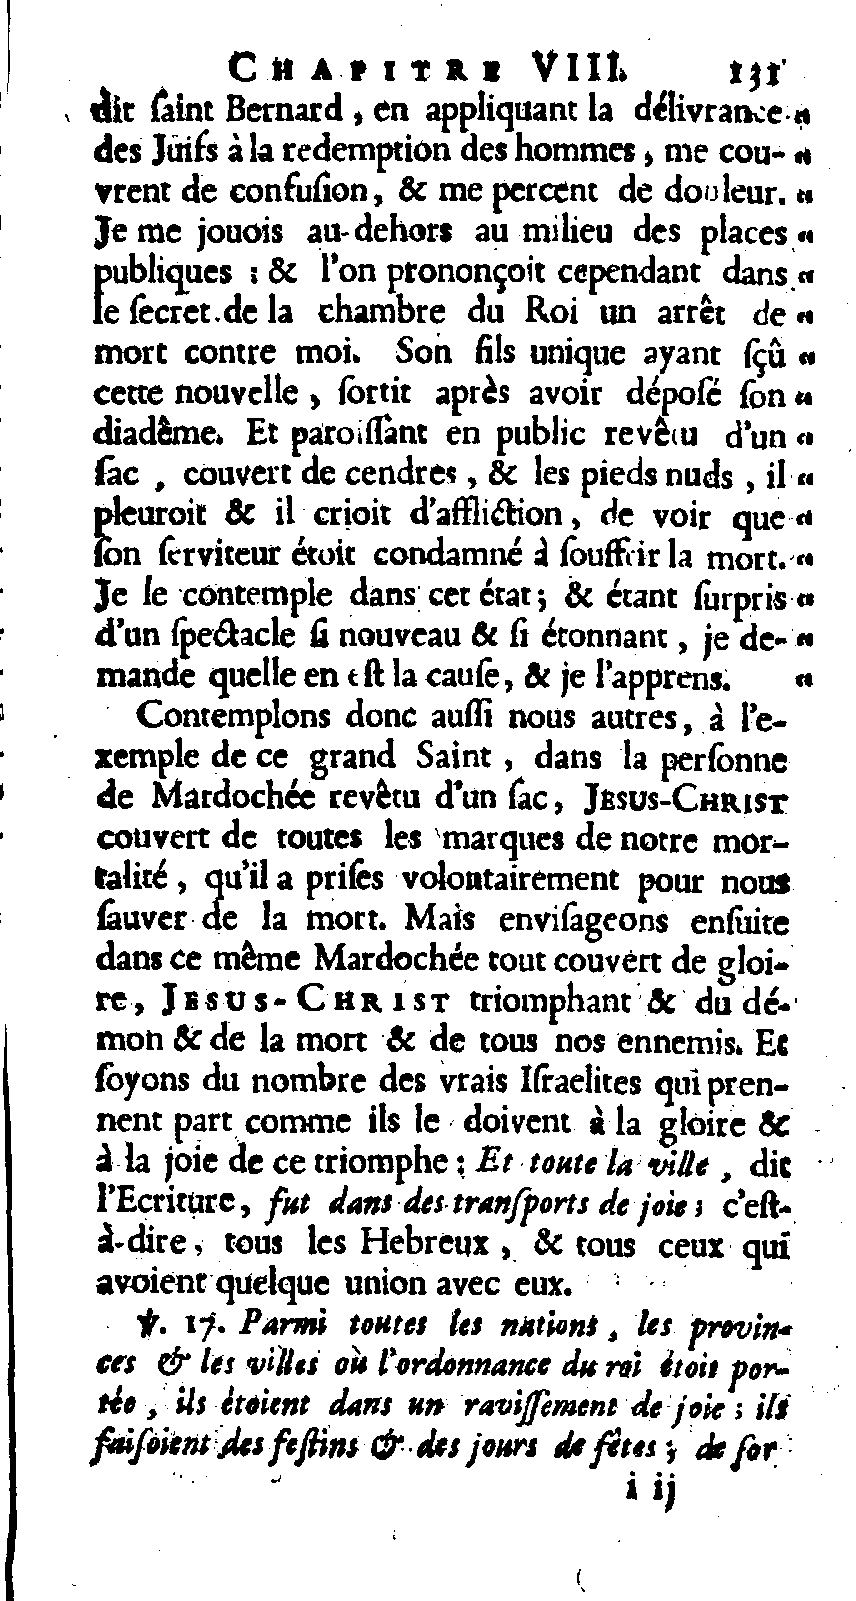 CHAPITRE VIII. 131
dit ſaint Bernard, en appliquant la délivrance "
des Juifs à la redemption des hommes, me cou- "
vrent de confuſion, & me percent de douleur. "
Je me jouois au-dehors au milieu des places "
publiques ; & l'on prononçoit cependant dans "
le ſecret de la chambre du Roi un arrêt de "
mort contre moi. Son fils unique ayant ſçû "
cette nouvelle, ſortit après avoir dépoſé ſon "
diadême. Et paroiſſant en public revêtu d'un "
ſac, couvert de cendres, & les pieds nuds, il "
pleuroit & il crioit d'affliction, de voir que "
ſon ſerviteur étoit condamné à ſouffrir la mort. "
Je le contemple dans cet état ; & étant ſurpris "
d'un ſpectacle ſi nouveau & ſi étonnant, je de- "
mande quelle en eſt la cauſe, & je l'apprens. "
Contemplons donc auſſi nous autres, à l'e-
xemple de ce grand Saint, dans la perſonne
de Mardochée revêtu d'un ſac, JESUS-CHRIST
couvert de toutes les marques de notre mor-
talité, qu'il a priſes volontairement pour nous
ſauver de la mort. Mais enviſageons enſuite
dans ce même Mardochée tout couvert de gloi-
re, JESUS-CHRIST triomphant & du dé-
mon & de la mort & de tous nos ennemis. Et
ſoyons du nombre des vrais Iſraelites qui pren-
nent part comme ils le doivent à la gloire &
à la joie de ce triomphe : Et toute la ville, dit
l'Ecriture, fut dans des tranſports de joie ; c'eſt-
à-dire, tous les Hebreux, & tous ceux qui
avoient quelque union avec eux.
℣. 17. Parmi toutes les nations, les provin-
ces & les villes où l'ordonnance du roi étoit por-
tée, ils étoient dans un raviſſement de joie ; ils
faiſoient des feſtins & des jours de fêtes ; de ſor
i ij